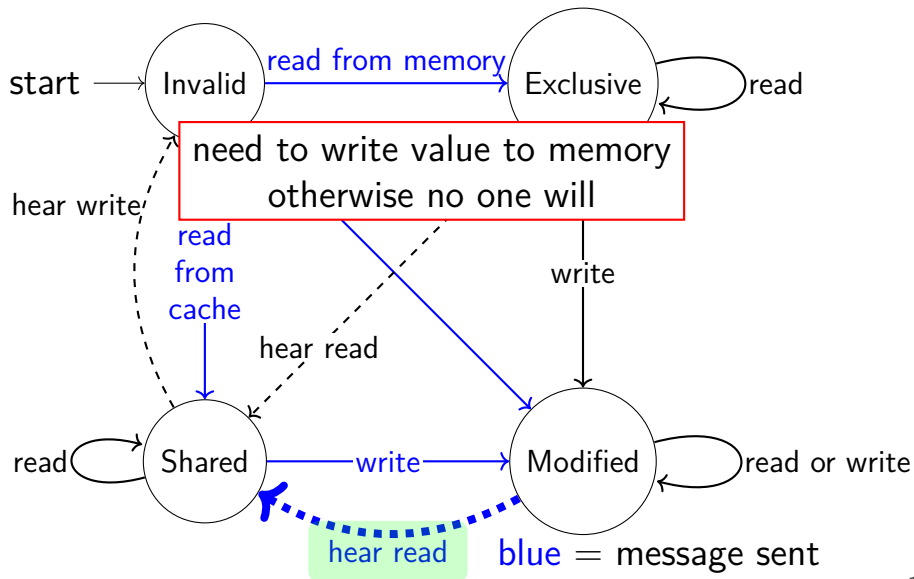 read from memory
start
Invalid
Exclusive
read
need to write value to memory
otherwise no one will
hear write
read
from
cache
write
hear read
read
Shared
write
Modified
read or write
hear read
blue = message sent